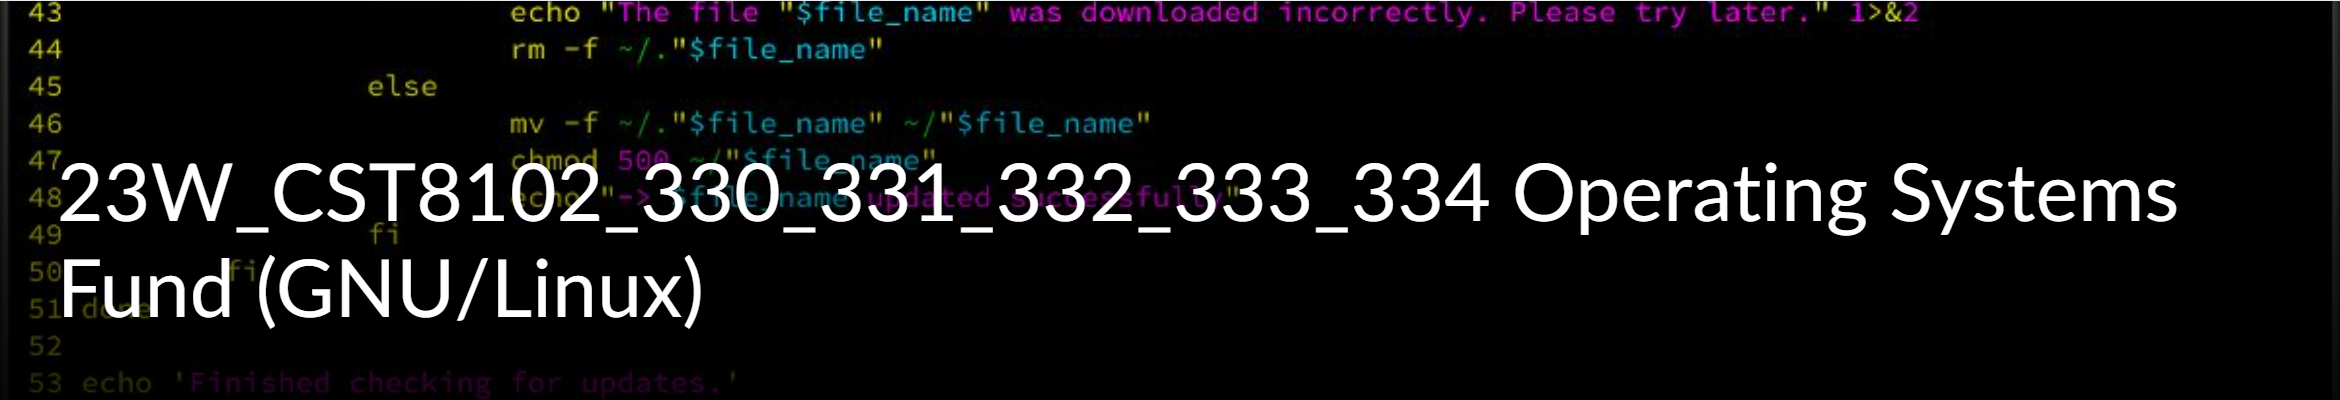 43 echo "The file "$file_name" was downloaded incorrectly. Please try later." 1>&2
44 rm -f ~/."$file_name"
45 else
46 mv -f ~/."$file_name" ~/"$file_name"
47 chmod 500 ~/"$file_name"
48 echo "-> $file_name updated successfully"
23W_CST8102_330_331_332_333_334 Operating Systems
49 fi
50 fi
Fund (GNU/Linux)
51 done
52
53 echo 'Finished checking for updates.'